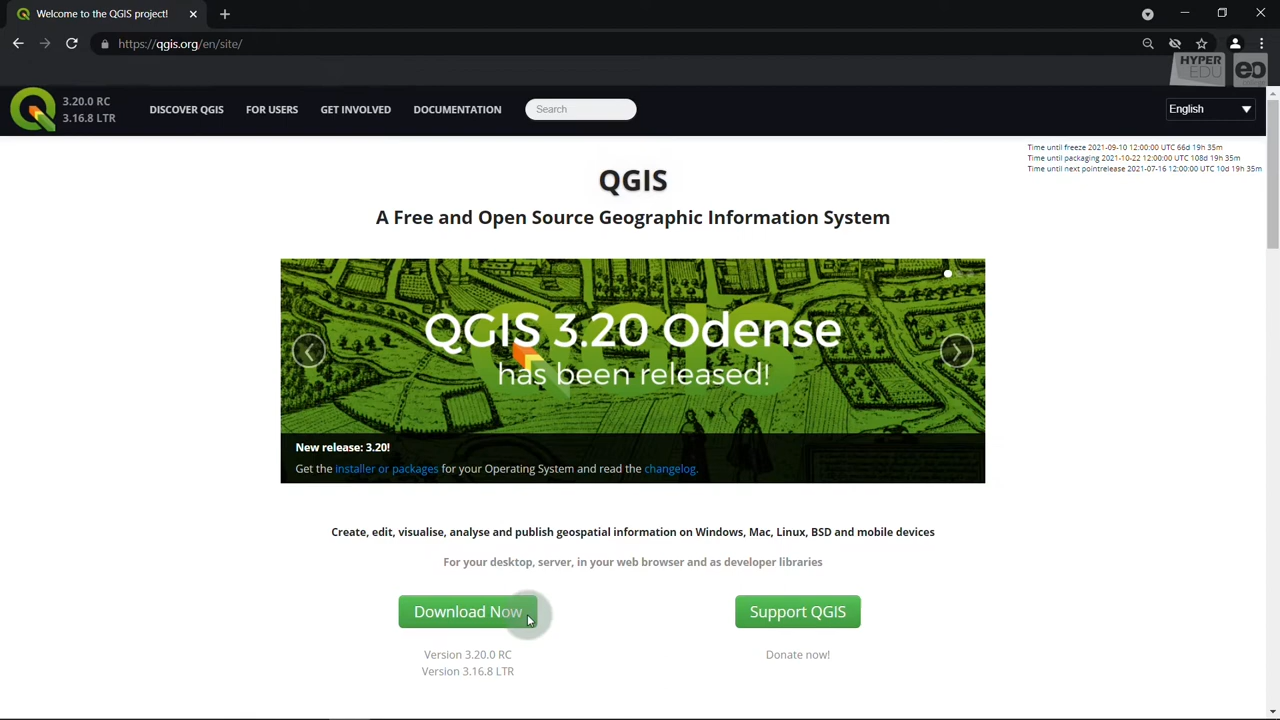 Welcome to the QGIS project!
https://qgis.org/en/site/
HYPER
EDU
eo
3.20.0 RC
3.16.8 LTR
DISCOVER QGIS
FOR USERS
GET INVOLVED
DOCUMENTATION
Search
English
Time until freeze 2021-09-10 12:00:00 UTC 66d 19h 35m
Time until packaging 2021-10-22 12:00:00 UTC 108d 19h 35m
Time until next pointrelease 2021-07-16 12:00:00 UTC 10d 19h 35m
QGIS
A Free and Open Source Geographic Information System
QGIS 3.20 Odense
has been released!
New release: 3.20!
Get the installer or packages for your Operating System and read the changelog.
Create, edit, visualise, analyse and publish geospatial information on Windows, Mac, Linux, BSD and mobile devices
For your desktop, server, in your web browser and as developer libraries
Download Now
Support QGIS
Version 3.20.0 RC
Version 3.16.8 LTR
Donate now!